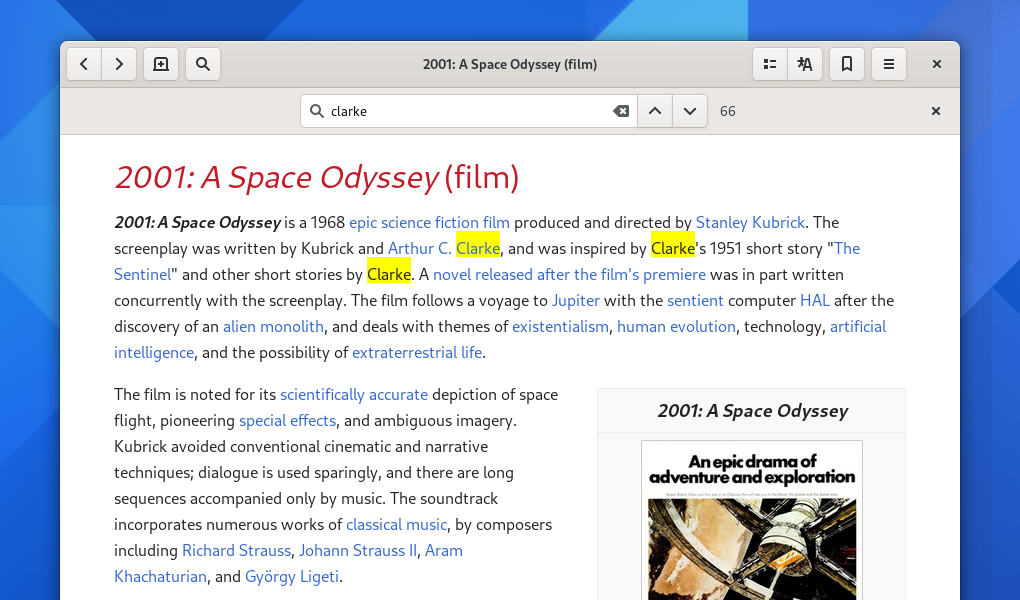 2001: A Space Odyssey (film)
clarke
66
2001: A Space Odyssey (film)
2001: A Space Odyssey is a 1968 epic science fiction film produced and directed by Stanley Kubrick. The
screenplay was written by Kubrick and Arthur C. Clarke, and was inspired by Clarke's 1951 short story "The
Sentinel" and other short stories by Clarke. A novel released after the film's premiere was in part written
concurrently with the screenplay. The film follows a voyage to Jupiter with the sentient computer HAL after the
discovery of an alien monolith, and deals with themes of existentialism, human evolution, technology, artificial
intelligence, and the possibility of extraterrestrial life.
The film is noted for its scientifically accurate depiction of space
flight, pioneering special effects, and ambiguous imagery.
Kubrick avoided conventional cinematic and narrative
techniques; dialogue is used sparingly, and there are long
sequences accompanied only by music. The soundtrack
incorporates numerous works of classical music, by composers
including Richard Strauss, Johann Strauss II, Aram
Khachaturian, and György Ligeti.
2001: A Space Odyssey
An epic drama of
adventure and exploration